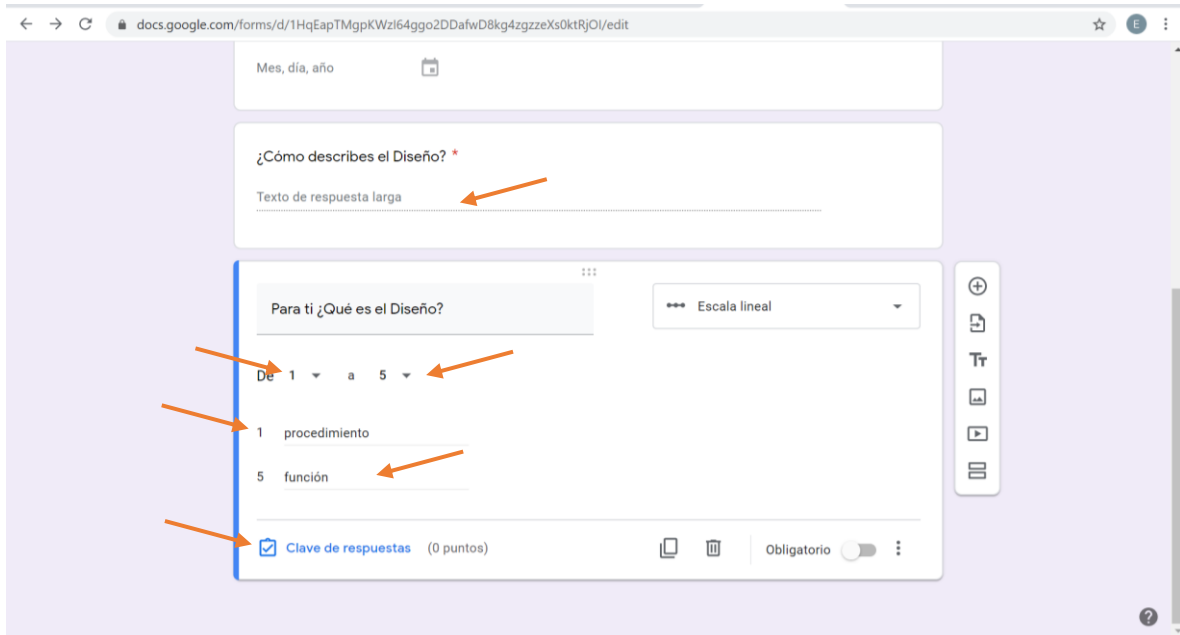 docs.google.com/forms/d/1HqEapTMgpKWzI64ggo2DDafwD8kg4zgzzeXs0ktRjOI/edit
E
Mes, día, año
¿Cómo describes el Diseño? *
Texto de respuesta larga
Para ti ¿Qué es el Diseño?
Escala lineal
De 1 a 5
1 procedimiento
5 función
Clave de respuestas (0 puntos)
Obligatorio